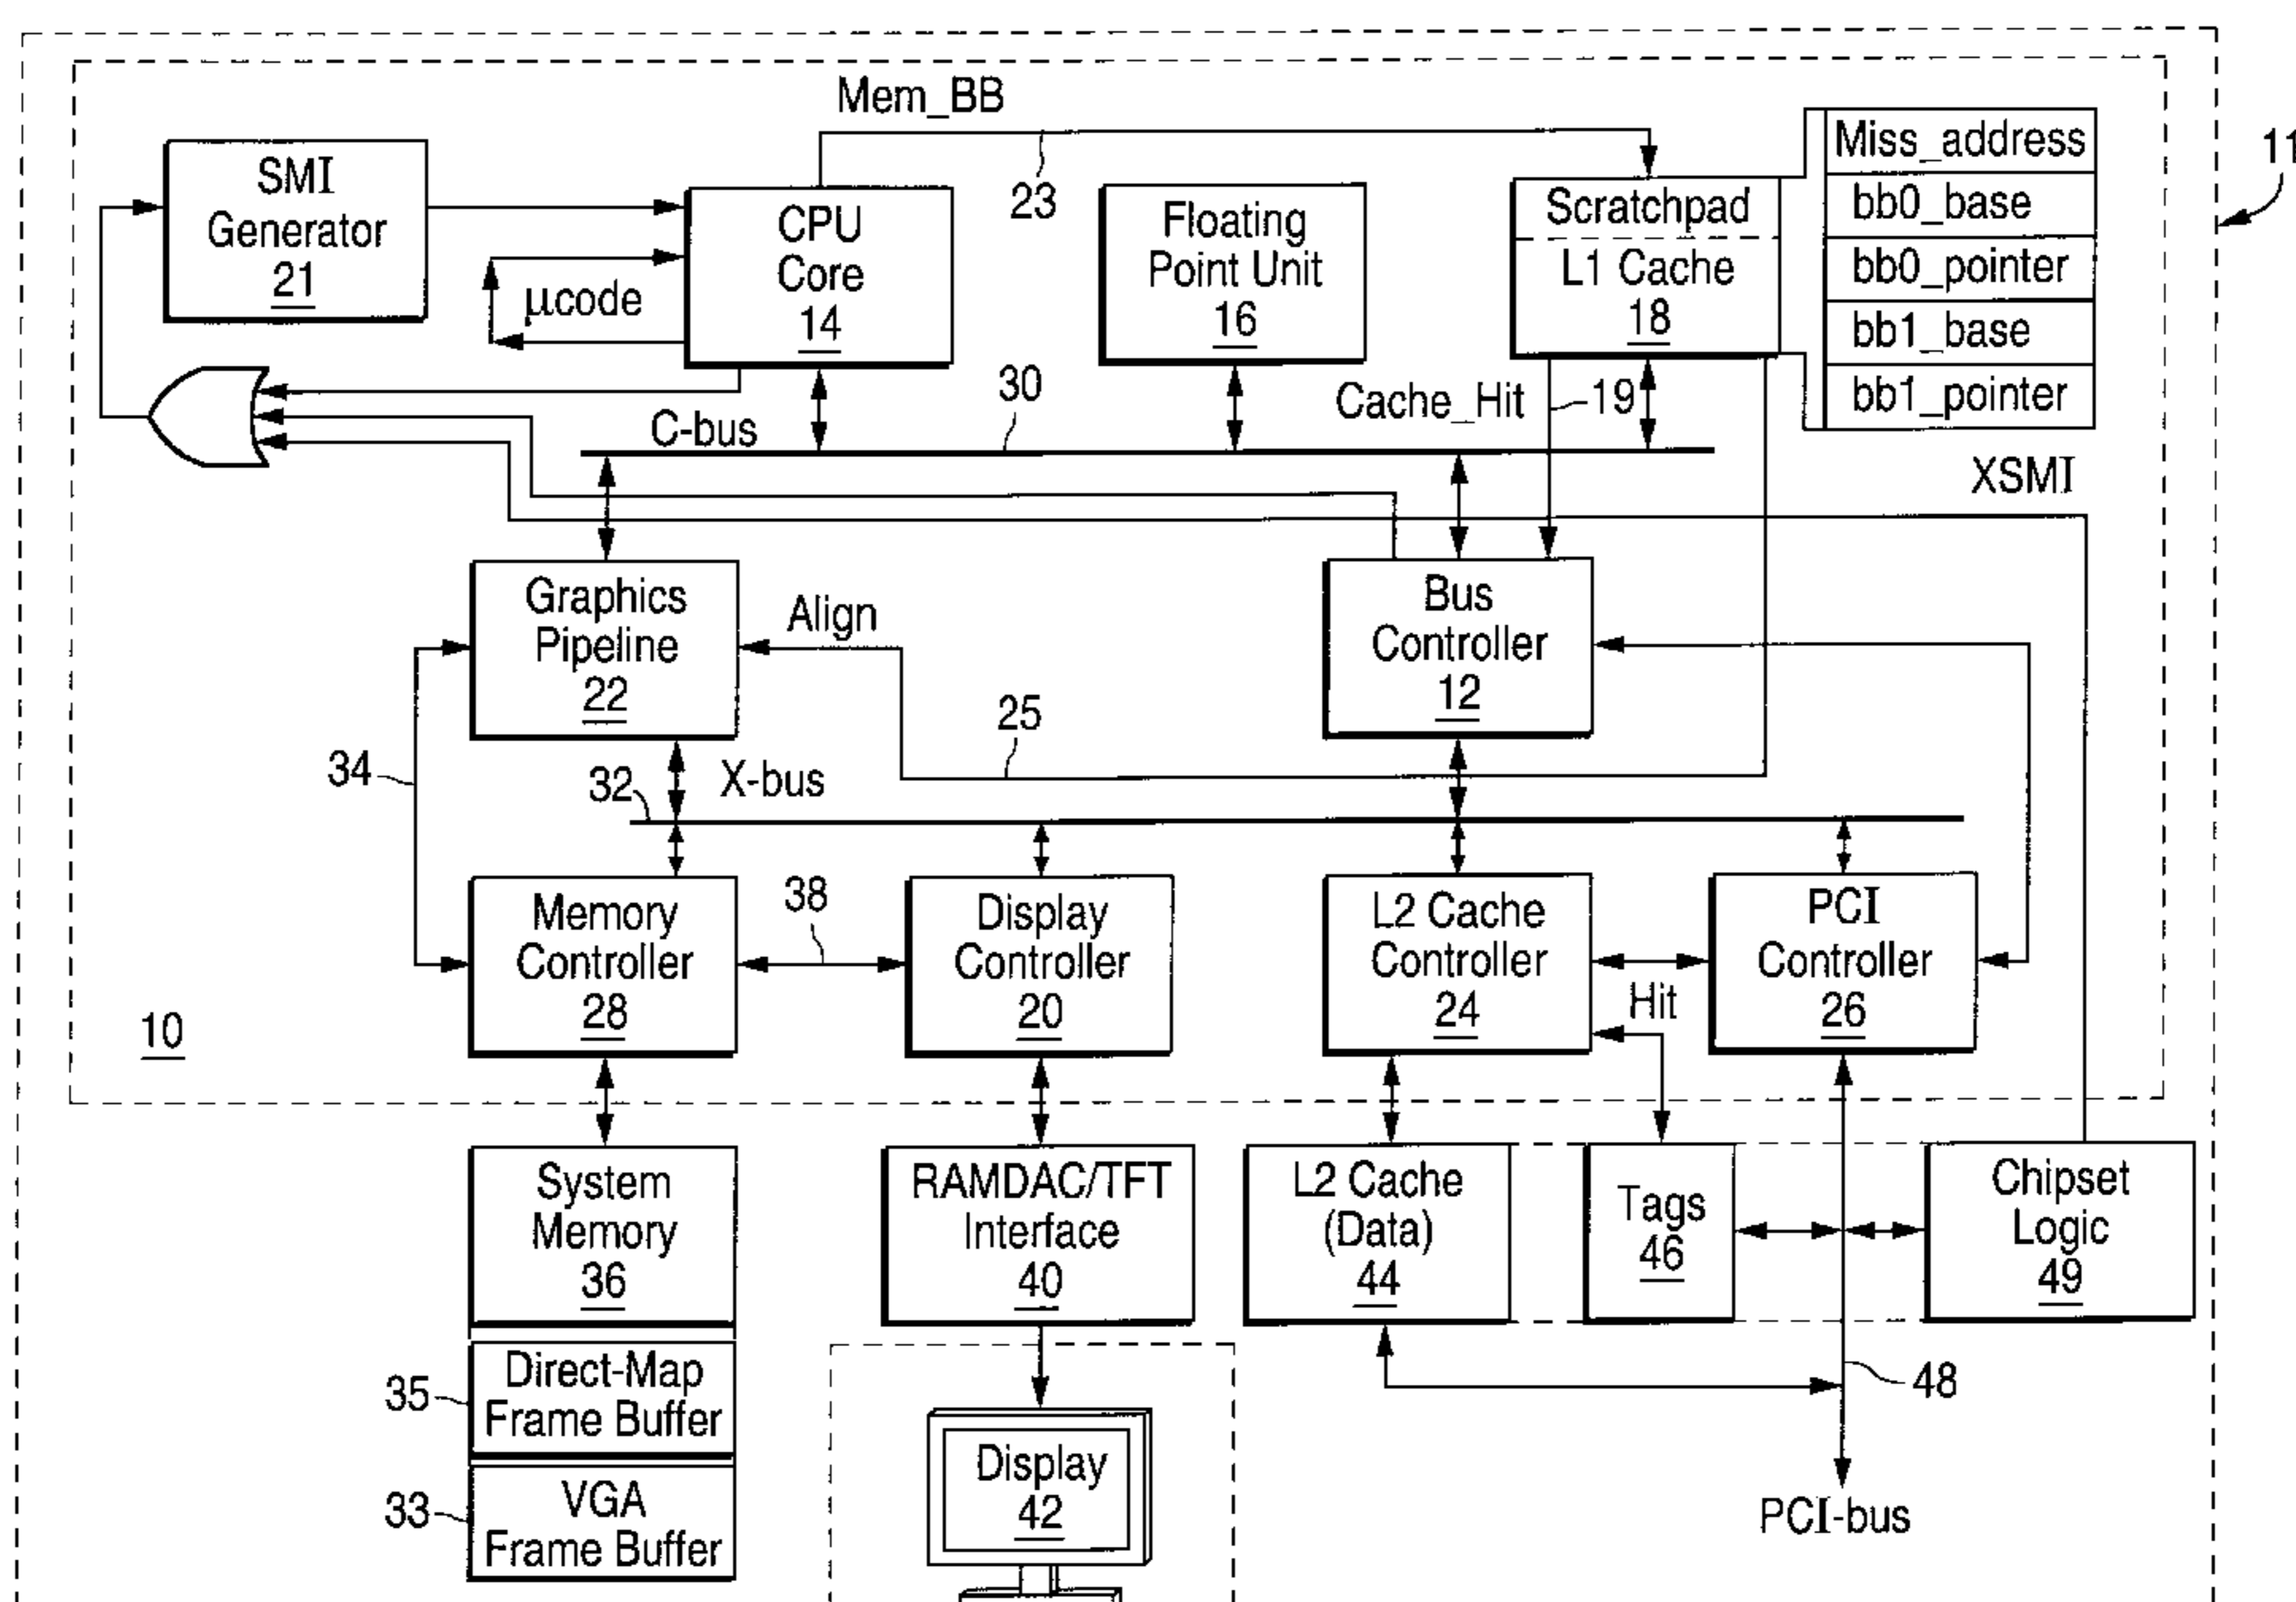 Mem_BB
11
SMI
Generator
21
CPU
Core
14
μcode
23
Floating
Point Unit
16
Scratchpad
L1 Cache
18
Miss_address
bb0_base
bb0_pointer
bb1_base
bb1_pointer
C-bus
30
Cache_Hit
19
XSMI
Graphics
Pipeline
22
Align
Bus
Controller
12
25
34
32
X-bus
Memory
Controller
28
38
Display
Controller
20
L2 Cache
Controller
24
Hit
PCI
Controller
26
10
System
Memory
36
RAMDAC/TFT
Interface
40
L2 Cache
(Data)
44
Tags
46
Chipset
Logic
49
35
Direct-Map
Frame Buffer
48
33
VGA
Frame Buffer
Display
42
PCI-bus